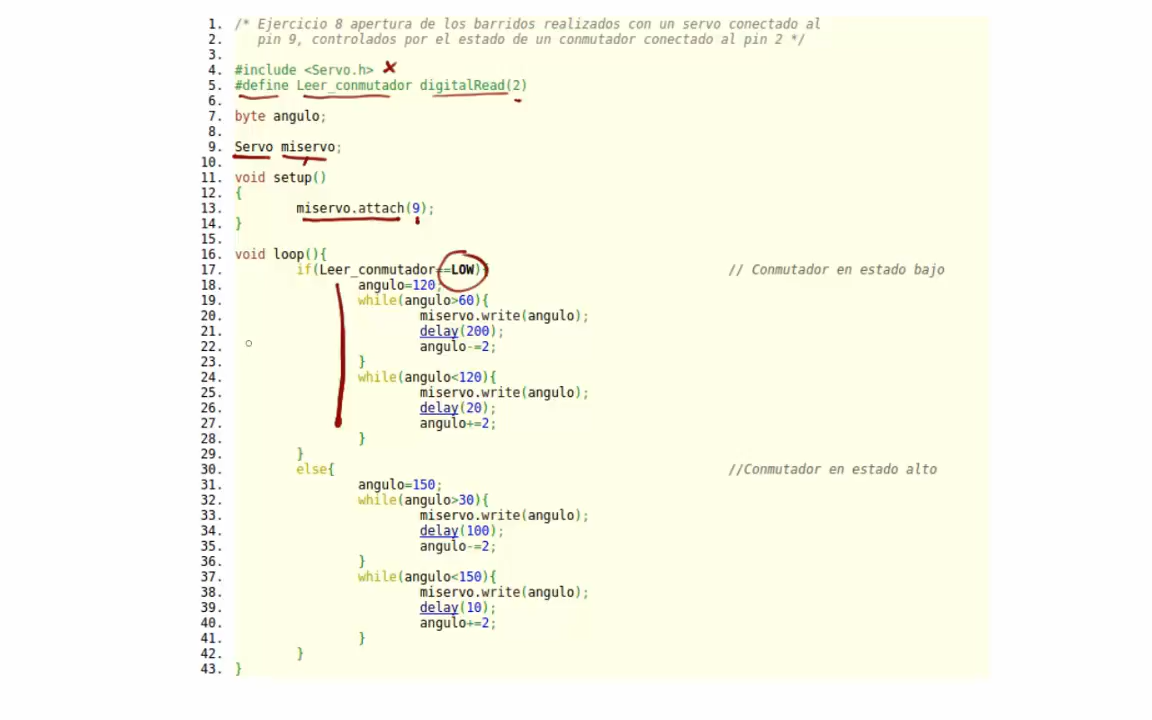 1. /* Ejercicio 8 apertura de los barridos realizados con un servo conectado al
2. pin 9, controlados por el estado de un conmutador conectado al pin 2 */
3.
4. #include <Servo.h>
5. #define Leer_conmutador digitalRead(2)
6.
7. byte angulo;
8.
9. Servo miservo;
10.
11. void setup()
12. {
13. miservo.attach(9);
14. }
15.
16. void loop(){
17. if(Leer_conmutador==LOW){ // Conmutador en estado bajo
18. angulo=120;
19. while(angulo>60){
20. miservo.write(angulo);
21. delay(200);
22. angulo-=2;
23. }
24. while(angulo<120){
25. miservo.write(angulo);
26. delay(20);
27. angulo+=2;
28. }
29. }
30. else{ //Conmutador en estado alto
31. angulo=150;
32. while(angulo>30){
33. miservo.write(angulo);
34. delay(100);
35. angulo-=2;
36. }
37. while(angulo<150){
38. miservo.write(angulo);
39. delay(10);
40. angulo+=2;
41. }
42. }
43. }